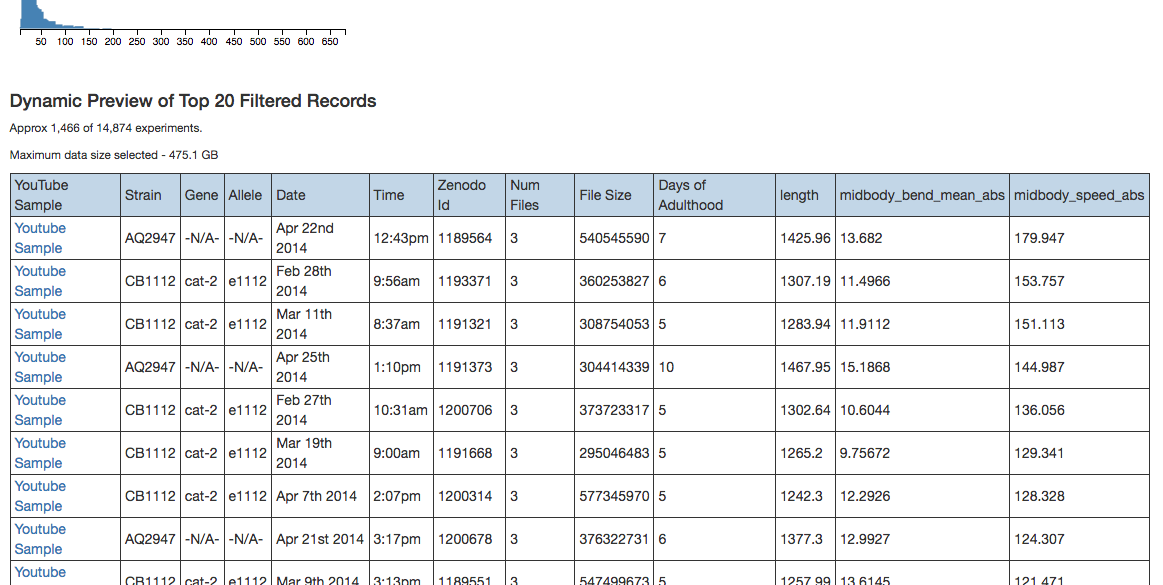 50 100 150 200 250 300 350 400 450 500 550 600 650
Dynamic Preview of Top 20 Filtered Records
Approx 1,466 of 14,874 experiments.
Maximum data size selected - 475.1 GB
YouTube Sample Strain Gene Allele Date Time Zenodo Id Num Files File Size Days of Adulthood length midbody_bend_mean_abs midbody_speed_abs
Youtube Sample AQ2947 -N/A- -N/A- Apr 22nd 2014 12:43pm 1189564 3 540545590 7 1425.96 13.682 179.947
Youtube Sample CB1112 cat-2 e1112 Feb 28th 2014 9:56am 1193371 3 360253827 6 1307.19 11.4966 153.757
Youtube Sample CB1112 cat-2 e1112 Mar 11th 2014 8:37am 1191321 3 308754053 5 1283.94 11.9112 151.113
Youtube Sample AQ2947 -N/A- -N/A- Apr 25th 2014 1:10pm 1191373 3 304414339 10 1467.95 15.1868 144.987
Youtube Sample CB1112 cat-2 e1112 Feb 27th 2014 10:31am 1200706 3 373723317 5 1302.64 10.6044 136.056
Youtube Sample CB1112 cat-2 e1112 Mar 19th 2014 9:00am 1191668 3 295046483 5 1265.2 9.75672 129.341
Youtube Sample CB1112 cat-2 e1112 Apr 7th 2014 2:07pm 1200314 3 577345970 5 1242.3 12.2926 128.328
Youtube Sample AQ2947 -N/A- -N/A- Apr 21st 2014 3:17pm 1200678 3 376322731 6 1377.3 12.9927 124.307
Youtube CB1112 cat-2 e1112 Mar 9th 2014 3:13pm 1189551 3 547499673 5 1257.99 13.6145 121.471